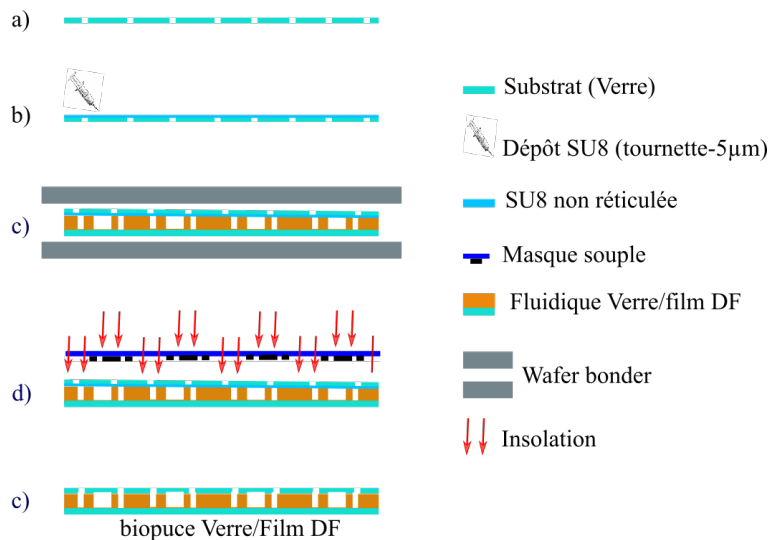 a)
b)
c)
d)
c)
biopuce Verre/Film DF
Substrat (Verre)
Dépôt SU8 (tournette-5µm)
SU8 non réticulée
Masque souple
Fluidique Verre/film DF
Wafer bonder
Insolation